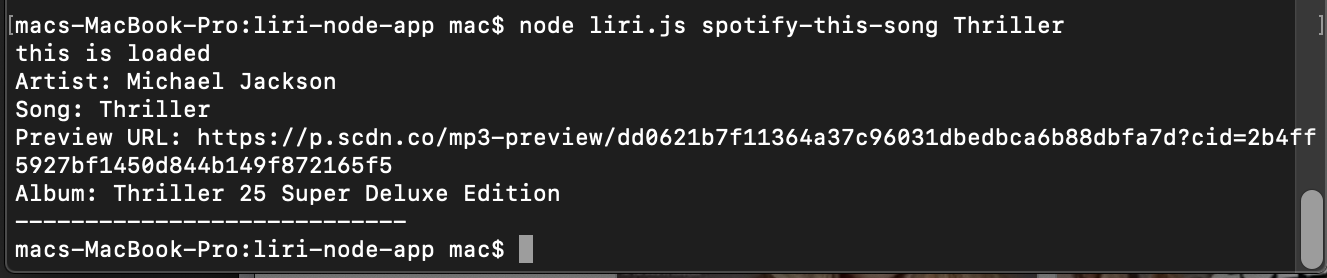 [macs-MacBook-Pro:liri-node-app mac$ node liri.js spotify-this-song Thriller ]
this is loaded
Artist: Michael Jackson
Song: Thriller
Preview URL: https://p.scdn.co/mp3-preview/dd0621b7f11364a37c96031dbedbca6b88dbfa7d?cid=2b4ff
5927bf1450d844b149f872165f5
Album: Thriller 25 Super Deluxe Edition
----------------------------
macs-MacBook-Pro:liri-node-app mac$